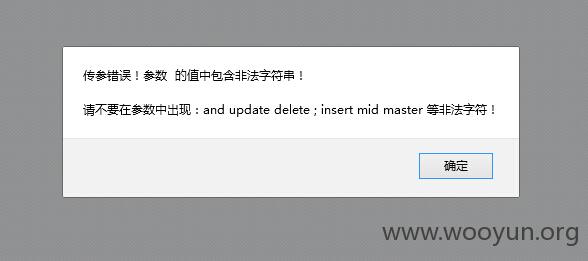 传参错误！参数  的值中包含非法字符串！
请不要在参数中出现：and update delete ; insert mid master 等非法字符！
确定
www.wooyun.org